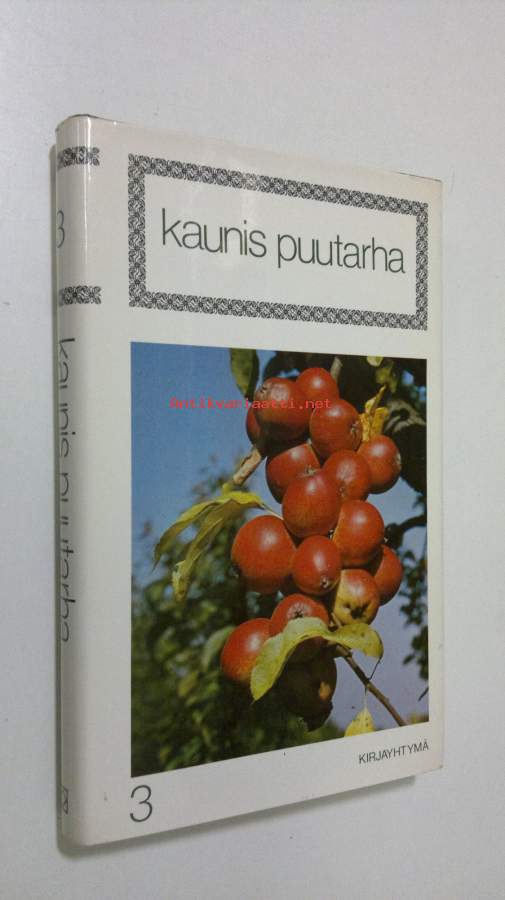 kaunis puutarha
Antikvariaatti.net
KIRJAYHTYMÄ
3
3
kaunis puutarha